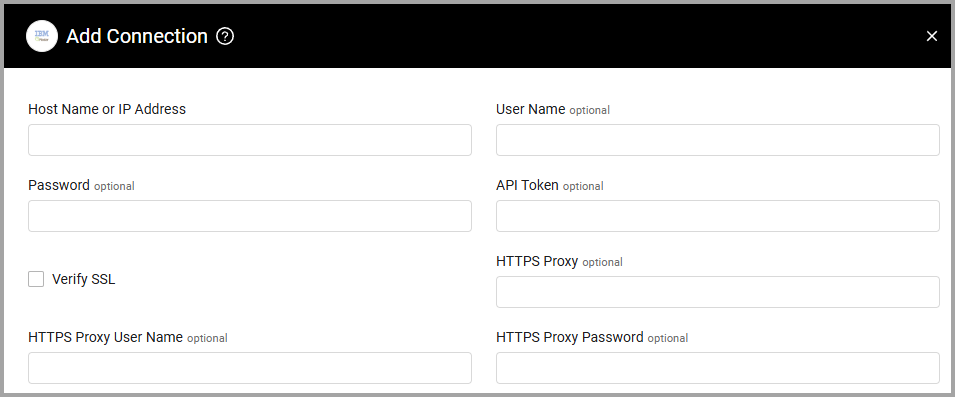 IBM
Add Connection ?
Host Name or IP Address
User Name optional
Password optional
API Token optional
Verify SSL
HTTPS Proxy optional
HTTPS Proxy User Name optional
HTTPS Proxy Password optional